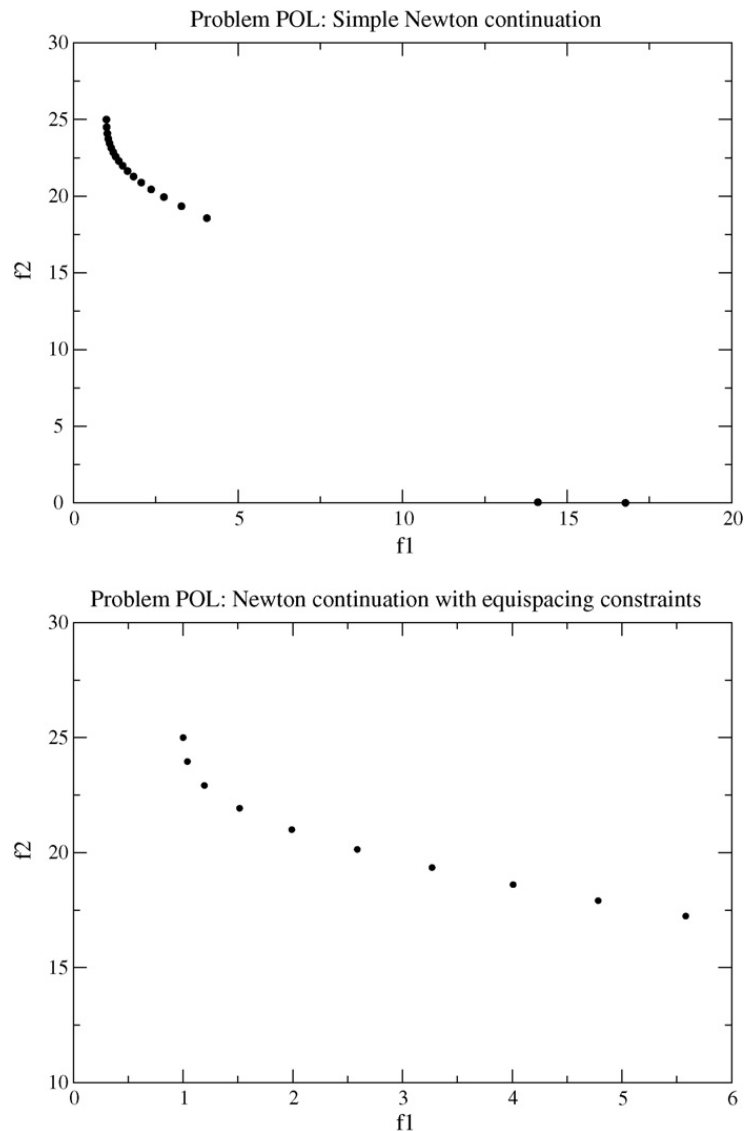 Problem POL: Simple Newton continuation
30
25
20
15
10
5
0
f2
0 5 10 15 20
f1
Problem POL: Newton continuation with equispacing constraints
30
25
20
15
10
f2
0 1 2 3 4 5 6
f1